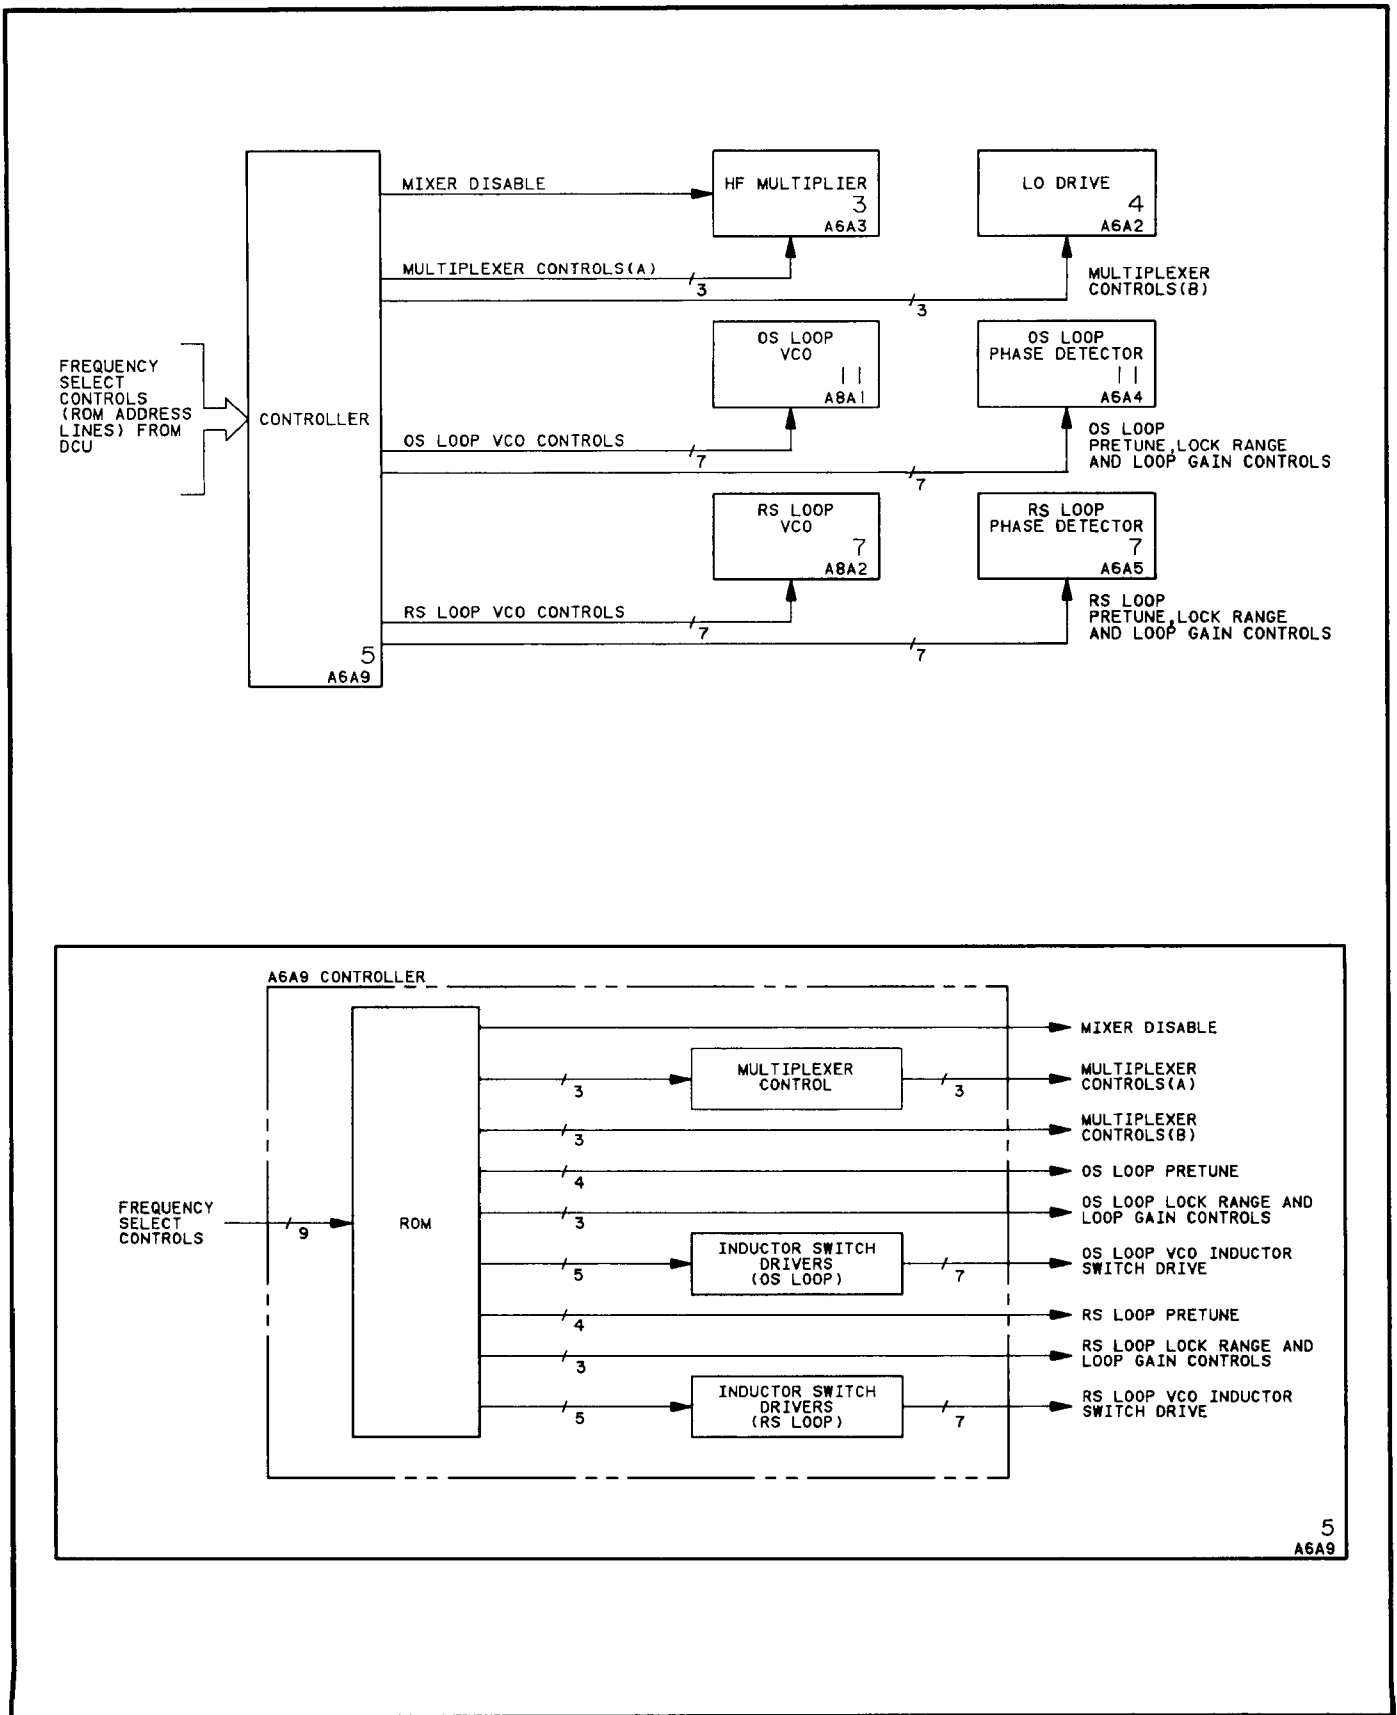 MIXER DISABLE
HF MULTIPLIER
3
A6A3
LO DRIVE
4
A6A2
MULTIPLEXER CONTROLS(A)
3
3
MULTIPLEXER
CONTROLS(B)
FREQUENCY
SELECT
CONTROLS
(ROM ADDRESS
LINES) FROM
DCU
CONTROLLER
5
A6A9
OS LOOP
VCO
11
A8A1
OS LOOP
PHASE DETECTOR
11
A6A4
OS LOOP VCO CONTROLS
7
7
OS LOOP
PRETUNE,LOCK RANGE
AND LOOP GAIN CONTROLS
RS LOOP
VCO
7
A8A2
RS LOOP
PHASE DETECTOR
7
A6A5
RS LOOP VCO CONTROLS
7
7
RS LOOP
PRETUNE,LOCK RANGE
AND LOOP GAIN CONTROLS
A6A9 CONTROLLER
FREQUENCY
SELECT
CONTROLS
9
ROM
MIXER DISABLE
3
MULTIPLEXER
CONTROL
3
MULTIPLEXER
CONTROLS(A)
3
MULTIPLEXER
CONTROLS(B)
4
OS LOOP PRETUNE
3
OS LOOP LOCK RANGE AND
LOOP GAIN CONTROLS
5
INDUCTOR SWITCH
DRIVERS
(OS LOOP)
7
OS LOOP VCO INDUCTOR
SWITCH DRIVE
4
RS LOOP PRETUNE
3
RS LOOP LOCK RANGE AND
LOOP GAIN CONTROLS
5
INDUCTOR SWITCH
DRIVERS
(RS LOOP)
7
RS LOOP VCO INDUCTOR
SWITCH DRIVE
5
A6A9